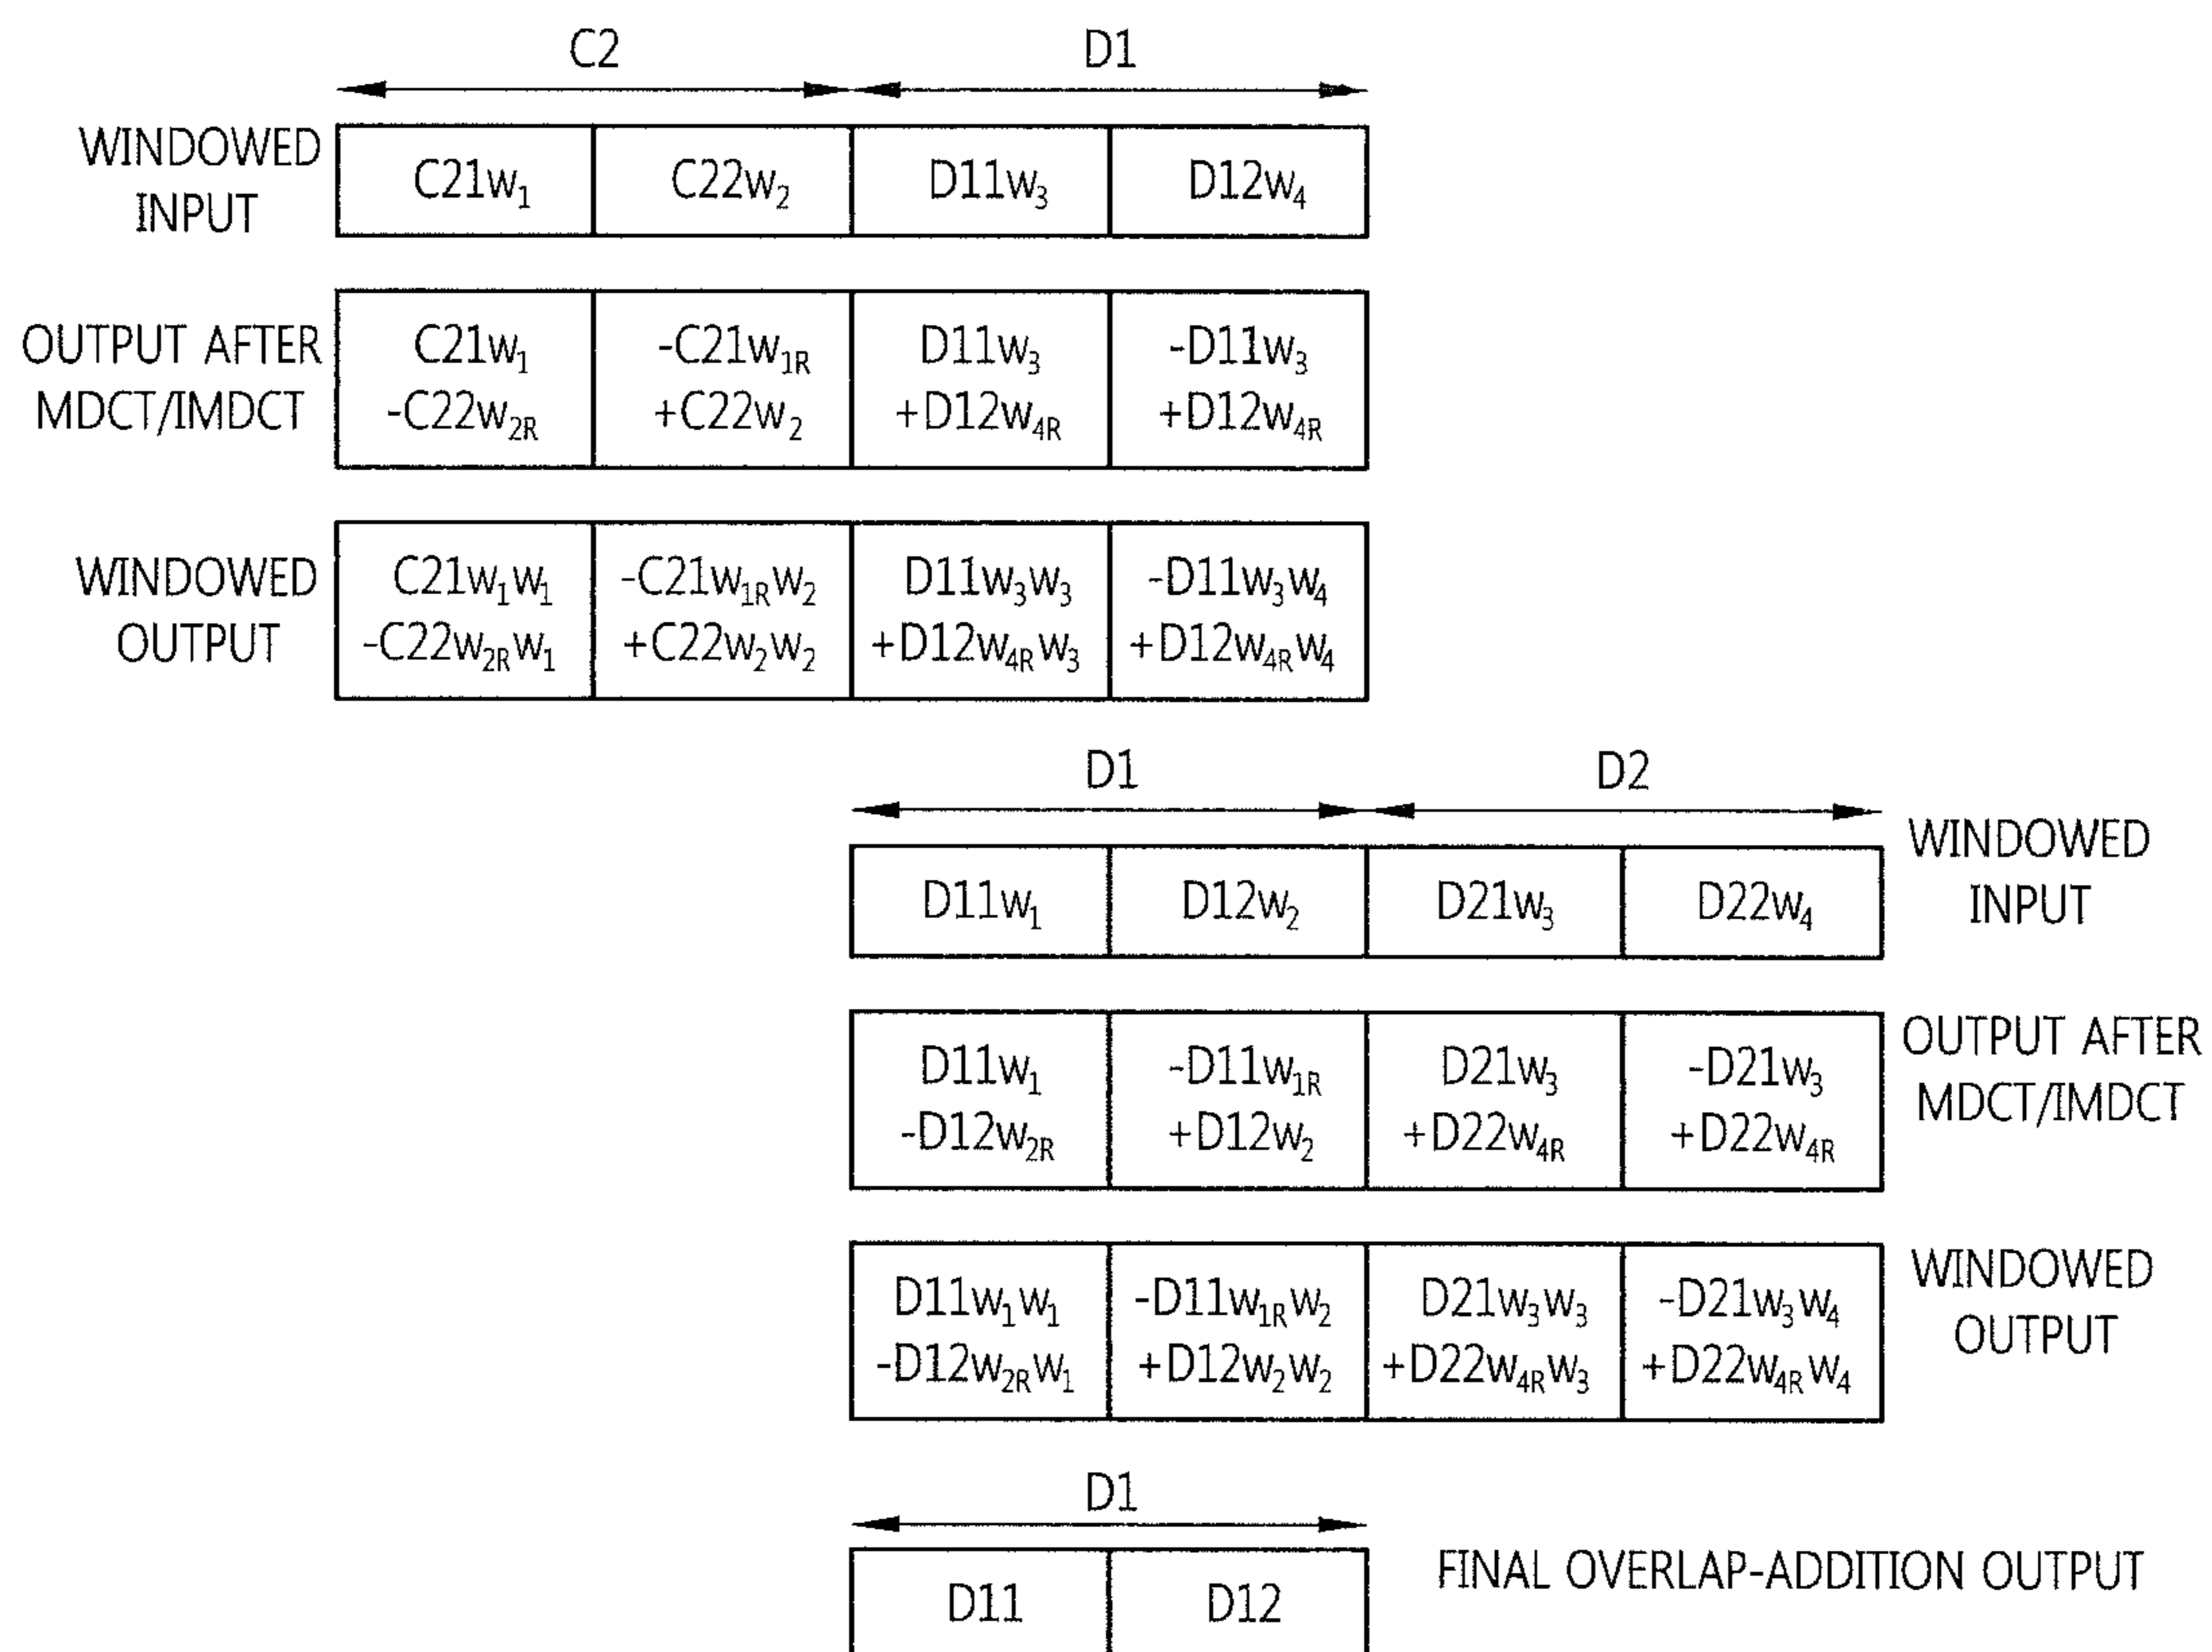 C2 D1
WINDOWED
INPUT
C21w₁ C22w₂ D11w₃ D12w₄
OUTPUT AFTER
MDCT/IMDCT
C21w₁ -C21w₁R D11w₃ -D11w₃
-C22w₂R +C22w₂ +D12w₄R +D12w₄R
WINDOWED
OUTPUT
C21w₁w₁ -C21w₁Rw₂ D11w₃w₃ -D11w₃w₄
-C22w₂Rw₁ +C22w₂w₂ +D12w₄Rw₃ +D12w₄Rw₄
D1 D2
WINDOWED
INPUT
D11w₁ D12w₂ D21w₃ D22w₄
OUTPUT AFTER
MDCT/IMDCT
D11w₁ -D11w₁R D21w₃ -D21w₃
-D12w₂R +D12w₂ +D22w₄R +D22w₄R
WINDOWED
OUTPUT
D11w₁w₁ -D11w₁Rw₂ D21w₃w₃ -D21w₃w₄
-D12w₂Rw₁ +D12w₂w₂ +D22w₄Rw₃ +D22w₄Rw₄
D1
D11 D12
FINAL OVERLAP-ADDITION OUTPUT